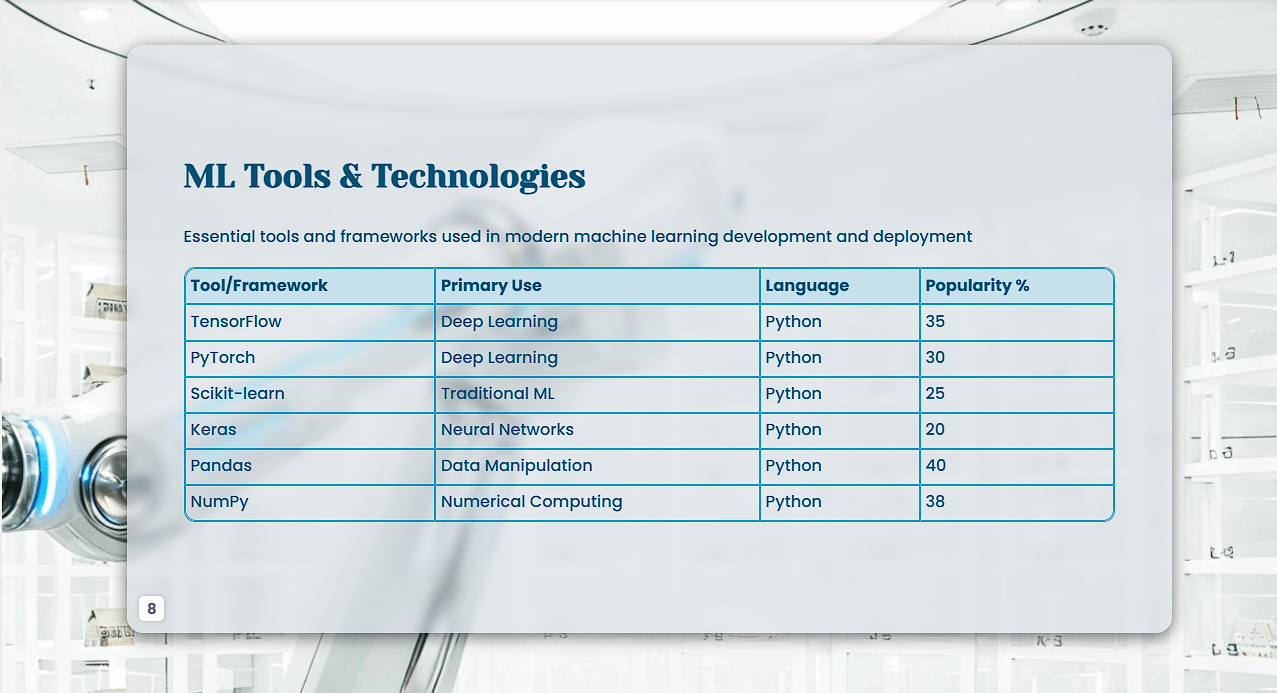 ML Tools & Technologies
Essential tools and frameworks used in modern machine learning development and deployment
Tool/Framework Primary Use Language Popularity %
TensorFlow Deep Learning Python 35
PyTorch Deep Learning Python 30
Scikit-learn Traditional ML Python 25
Keras Neural Networks Python 20
Pandas Data Manipulation Python 40
NumPy Numerical Computing Python 38
8